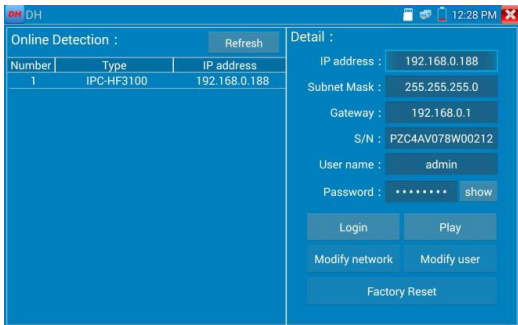 DH DH 12:28 PM
Online Detection : Refresh
Number Type IP address
1 IPC-HF3100 192.168.0.188
Detail :
IP address : 192.168.0.188
Subnet Mask : 255.255.255.0
Gateway : 192.168.0.1
S/N : PZC4AV078W00212
User name : admin
Password : •••••••• show
Login Play
Modify network Modify user
Factory Reset